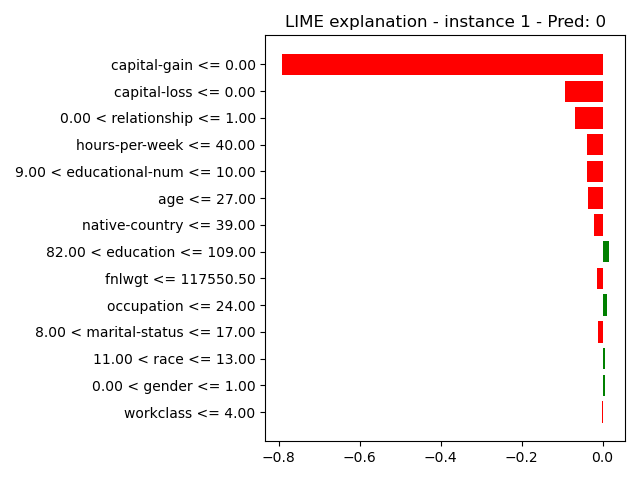 LIME explanation - instance 1 - Pred: 0
capital-gain <= 0.00
capital-loss <= 0.00
0.00 < relationship <= 1.00
hours-per-week <= 40.00
9.00 < educational-num <= 10.00
age <= 27.00
native-country <= 39.00
82.00 < education <= 109.00
fnlwgt <= 117550.50
occupation <= 24.00
8.00 < marital-status <= 17.00
11.00 < race <= 13.00
0.00 < gender <= 1.00
workclass <= 4.00
−0.8 −0.6 −0.4 −0.2 0.0